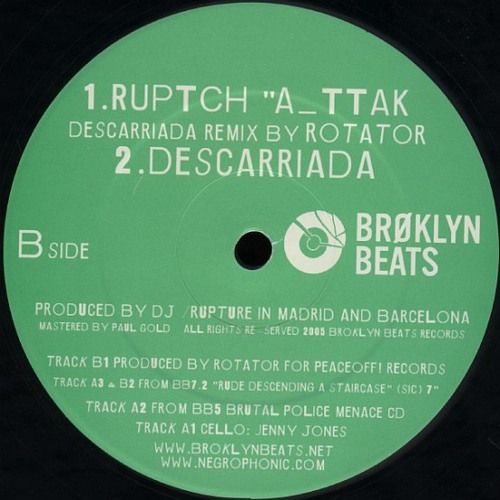 1.RUPTCH "A_TTAK
DESCARRIADA REMIX BY ROTATOR
2.DESCARRIADA
B SIDE
BRØKLYN
BEATS
PRODUCED BY DJ /RUPTURE IN MADRID AND BARCELONA
MASTERED BY PAUL GOLD ALL RIGHTS RE-SERVED 2005 BROKLYN BEATS RECORDS
TRACK B1 PRODUCED BY ROTATOR FOR PEACEOFF! RECORDS
TRACK A3 & B2 FROM BB7.2 "RUDE DESCENDING A STAIRCASE" (SIC) 7"
TRACK A2 FROM BB5 BRUTAL POLICE MENACE CD
TRACK A1 CELLO: JENNY JONES
WWW.BROKLYNBEATS.NET
WWW.NEGROPHONIC.COM